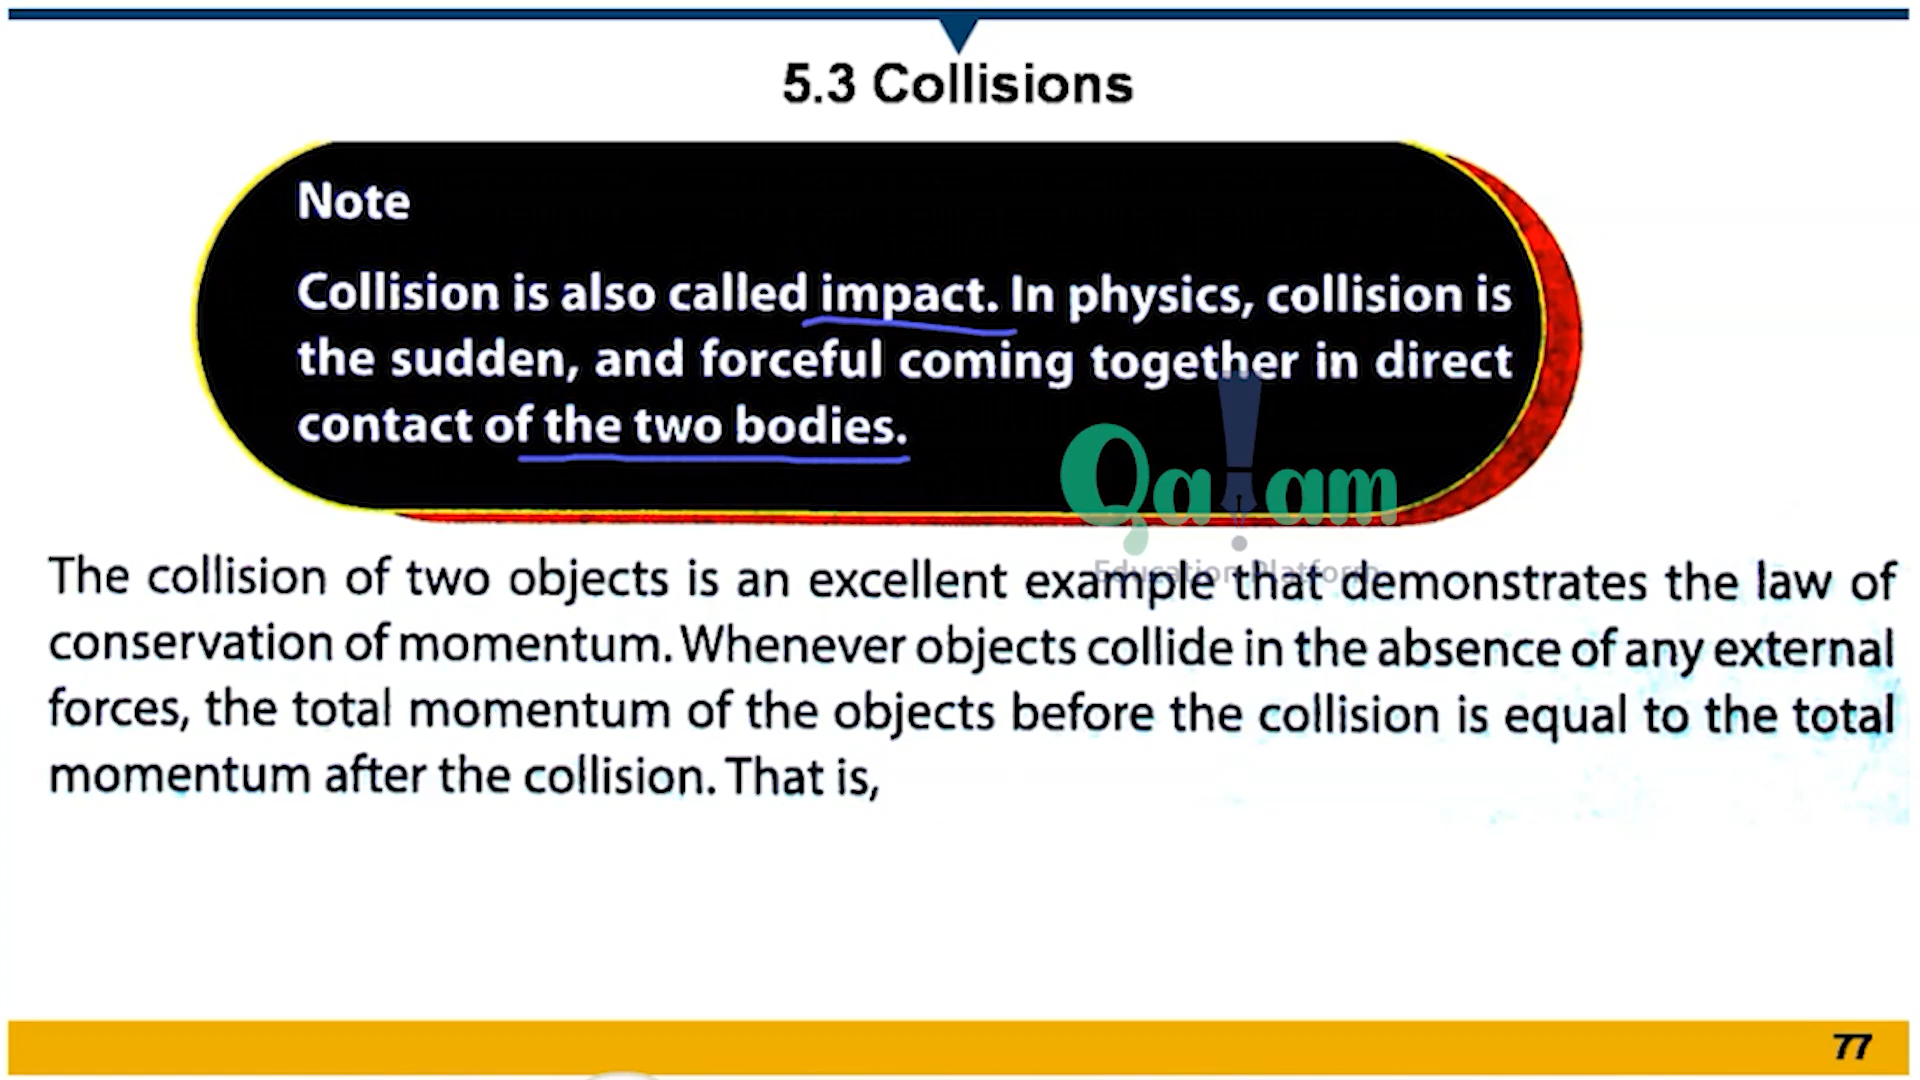 5.3 Collisions
Note
Collision is also called impact. In physics, collision is
the sudden, and forceful coming together in direct
contact of the two bodies.
Qalam
Education Platform
The collision of two objects is an excellent example that demonstrates the law of
conservation of momentum. Whenever objects collide in the absence of any external
forces, the total momentum of the objects before the collision is equal to the total
momentum after the collision. That is,
77